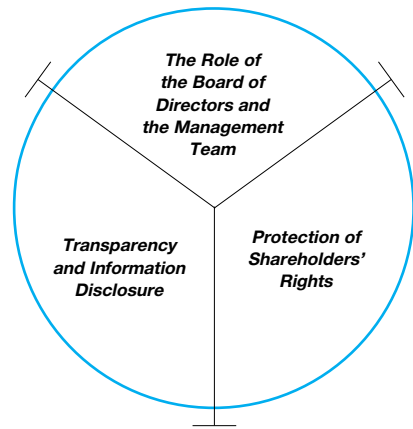 The Role of
the Board of
Directors and
the Management
Team
Transparency
and Information
Disclosure
Protection of
Shareholders’
Rights